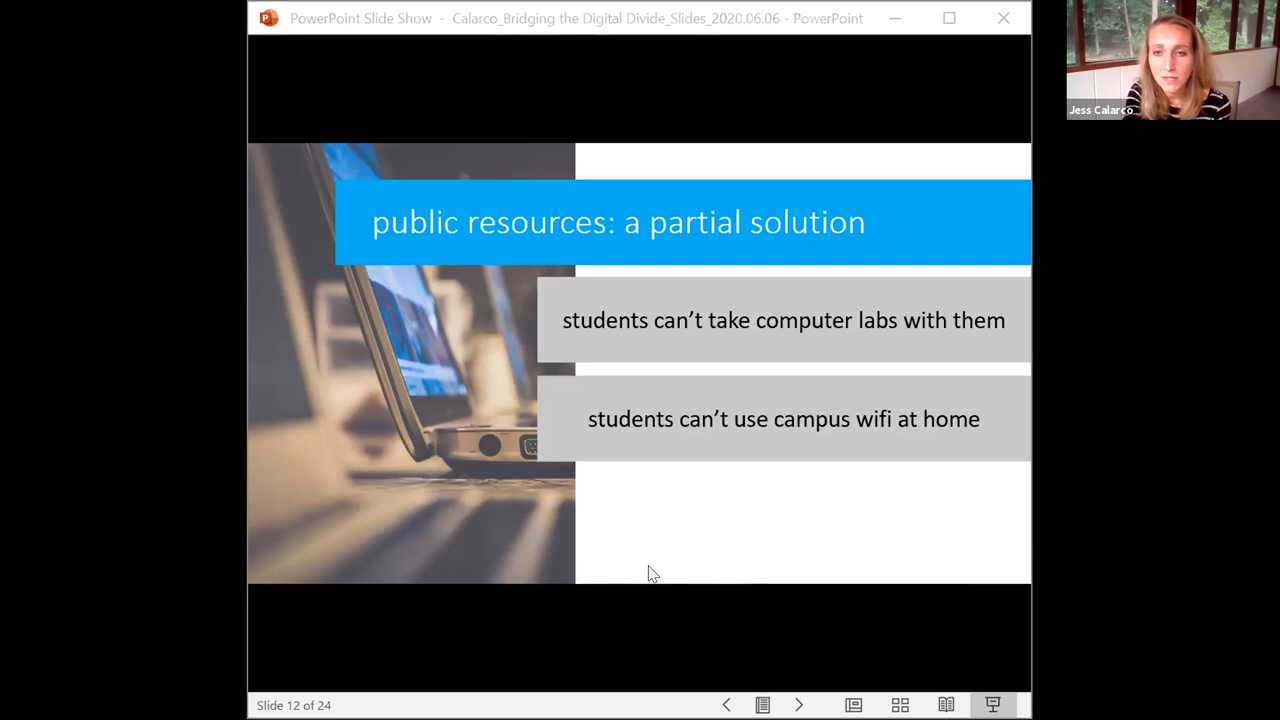 PowerPoint Slide Show - Calarco_Bridging the Digital Divide_Slides_2020.06.06 - PowerPoint
Jess Calarco
public resources: a partial solution
students can’t take computer labs with them
students can’t use campus wifi at home
Slide 12 of 24